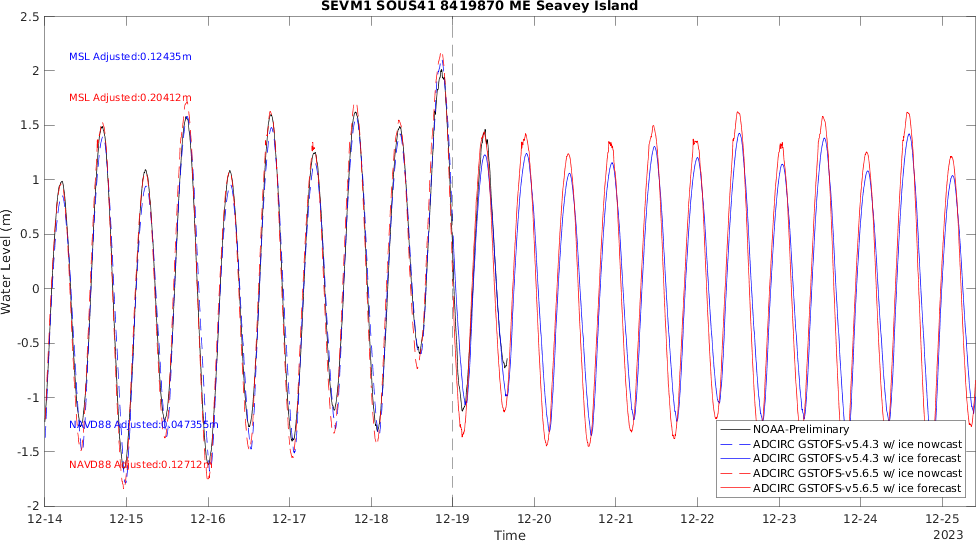 SEVM1 SOUS41 8419870 ME Seavey Island
2.5
2
1.5
1
0.5
0
-0.5
-1
-1.5
-2
Water Level (m)
MSL Adjusted:0.12435m
MSL Adjusted:0.20412m
NAVD88 Adjusted:0.047355m
NAVD88 Adjusted:0.12712m
NOAA-Preliminary
ADCIRC GSTOFS-v5.4.3 w/ ice nowcast
ADCIRC GSTOFS-v5.4.3 w/ ice forecast
ADCIRC GSTOFS-v5.6.5 w/ ice nowcast
ADCIRC GSTOFS-v5.6.5 w/ ice forecast
12-14 12-15 12-16 12-17 12-18 12-19 12-20 12-21 12-22 12-23 12-24 12-25
Time
2023